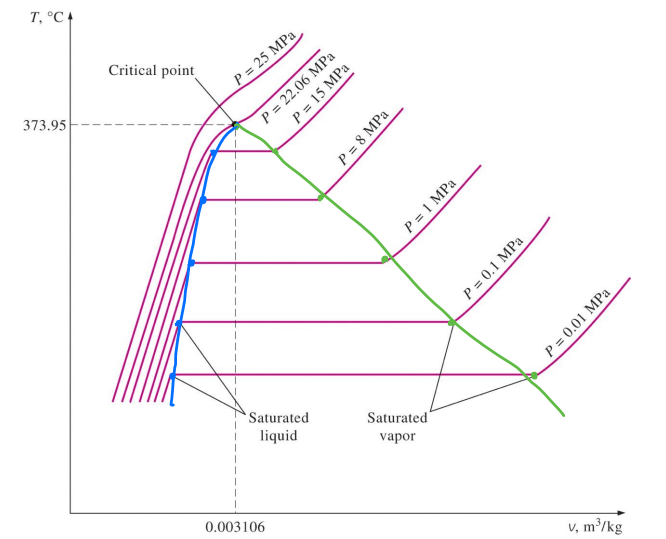 T, °C
P = 25 MPa
Critical point
P = 22.06 MPa
P = 15 MPa
373.95
P = 8 MPa
P = 1 MPa
P = 0.1 MPa
P = 0.01 MPa
Saturated
liquid
Saturated
vapor
0.003106
v, m³/kg